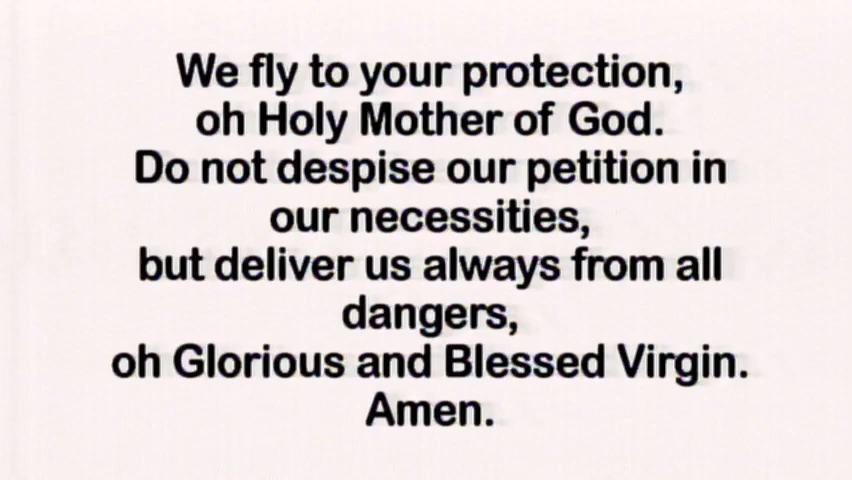 We fly to your protection,
oh Holy Mother of God.
Do not despise our petition in
our necessities,
but deliver us always from all
dangers,
oh Glorious and Blessed Virgin.
Amen.